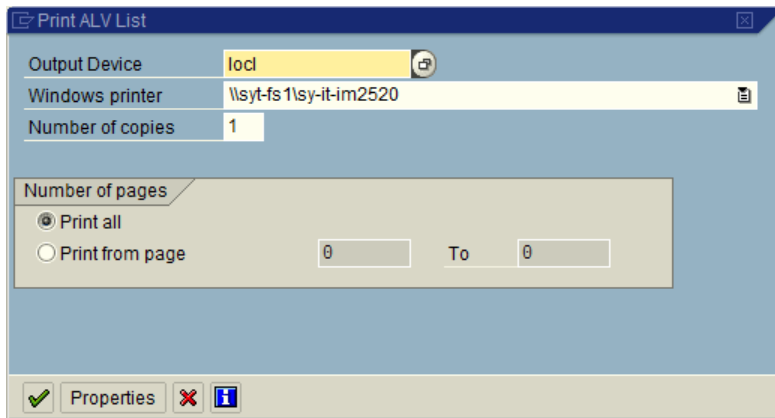 Print ALV List
Output Device locl
Windows printer \\syt-fs1\sy-it-im2520
Number of copies 1
Number of pages
Print all
Print from page 0 To 0
Properties